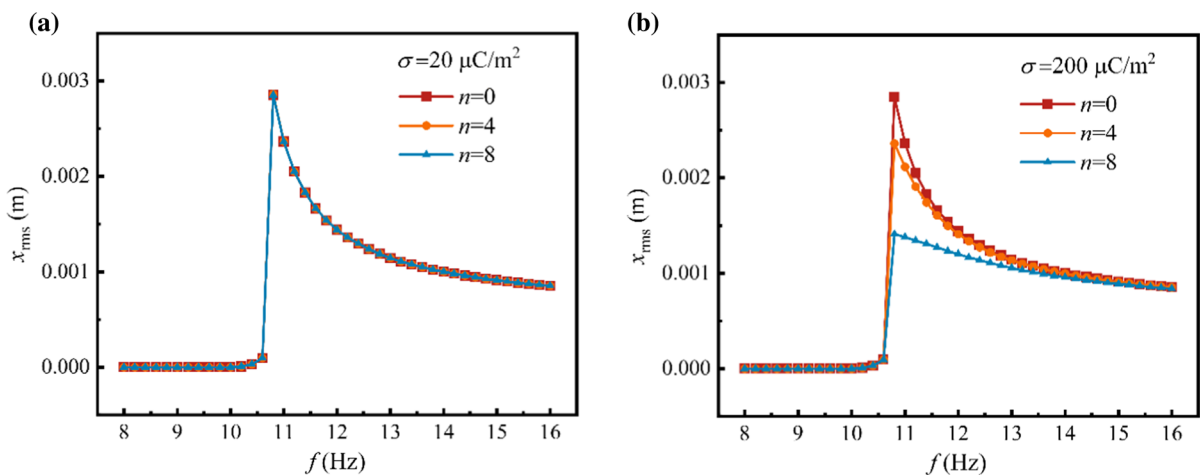 (a)
σ=20 μC/m²
n=0
n=4
n=8
0.003
0.002
0.001
0.000
x_rms (m)
8 9 10 11 12 13 14 15 16
f (Hz)
(b)
σ=200 μC/m²
n=0
n=4
n=8
0.003
0.002
0.001
0.000
x_rms (m)
8 9 10 11 12 13 14 15 16
f (Hz)